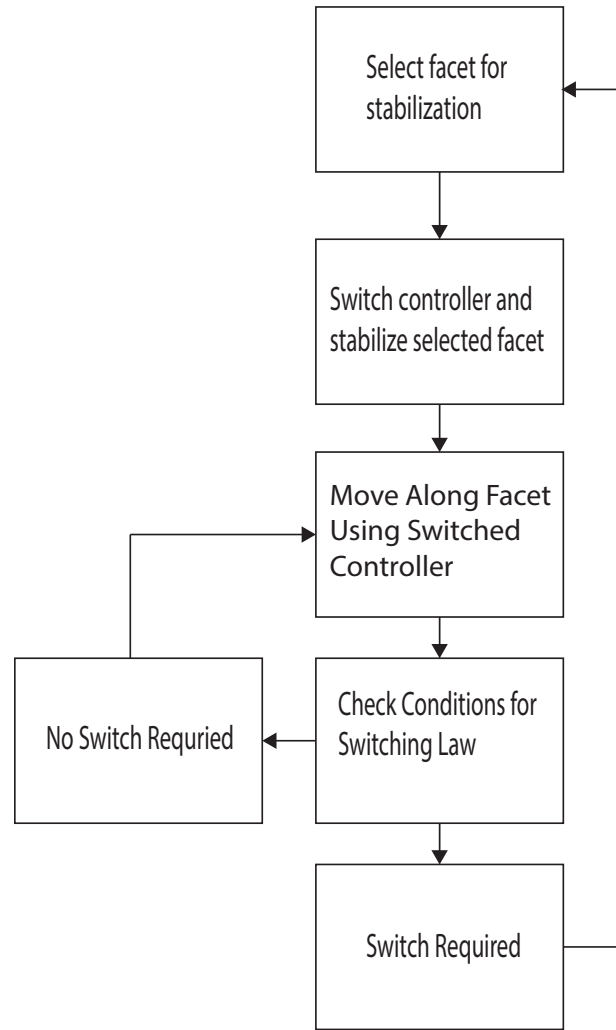 Select facet for
stabilization
Switch controller and
stabilize selected facet
Move Along Facet
Using Switched
Controller
Check Conditions for
Switching Law
No Switch Requried
Switch Required